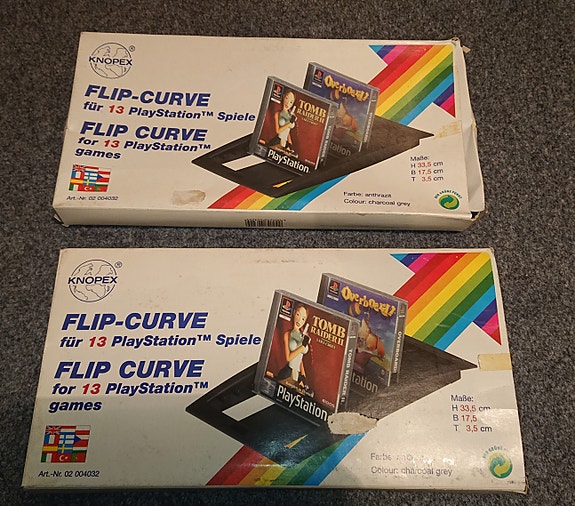 KNOPEX®
FLIP-CURVE
für 13 PlayStation™ Spiele
FLIP CURVE
for 13 PlayStation™
games
Art.-Nr. 02 004032
TOMB
RAIDER II
PlayStation
Overboard!
Farbe: anthrazit
Colour: charcoal grey
Maße:
H 33,5 cm
B 17,5 cm
T 3,5 cm
KNOPEX®
FLIP-CURVE
für 13 PlayStation™ Spiele
FLIP CURVE
for 13 PlayStation™
games
Art.-Nr. 02 004032
TOMB
RAIDER II
PlayStation
Overboard!
Farbe:
Colour: charcoal grey
Maße:
H 33,5 cm
B 17,5
T 3,5 cm